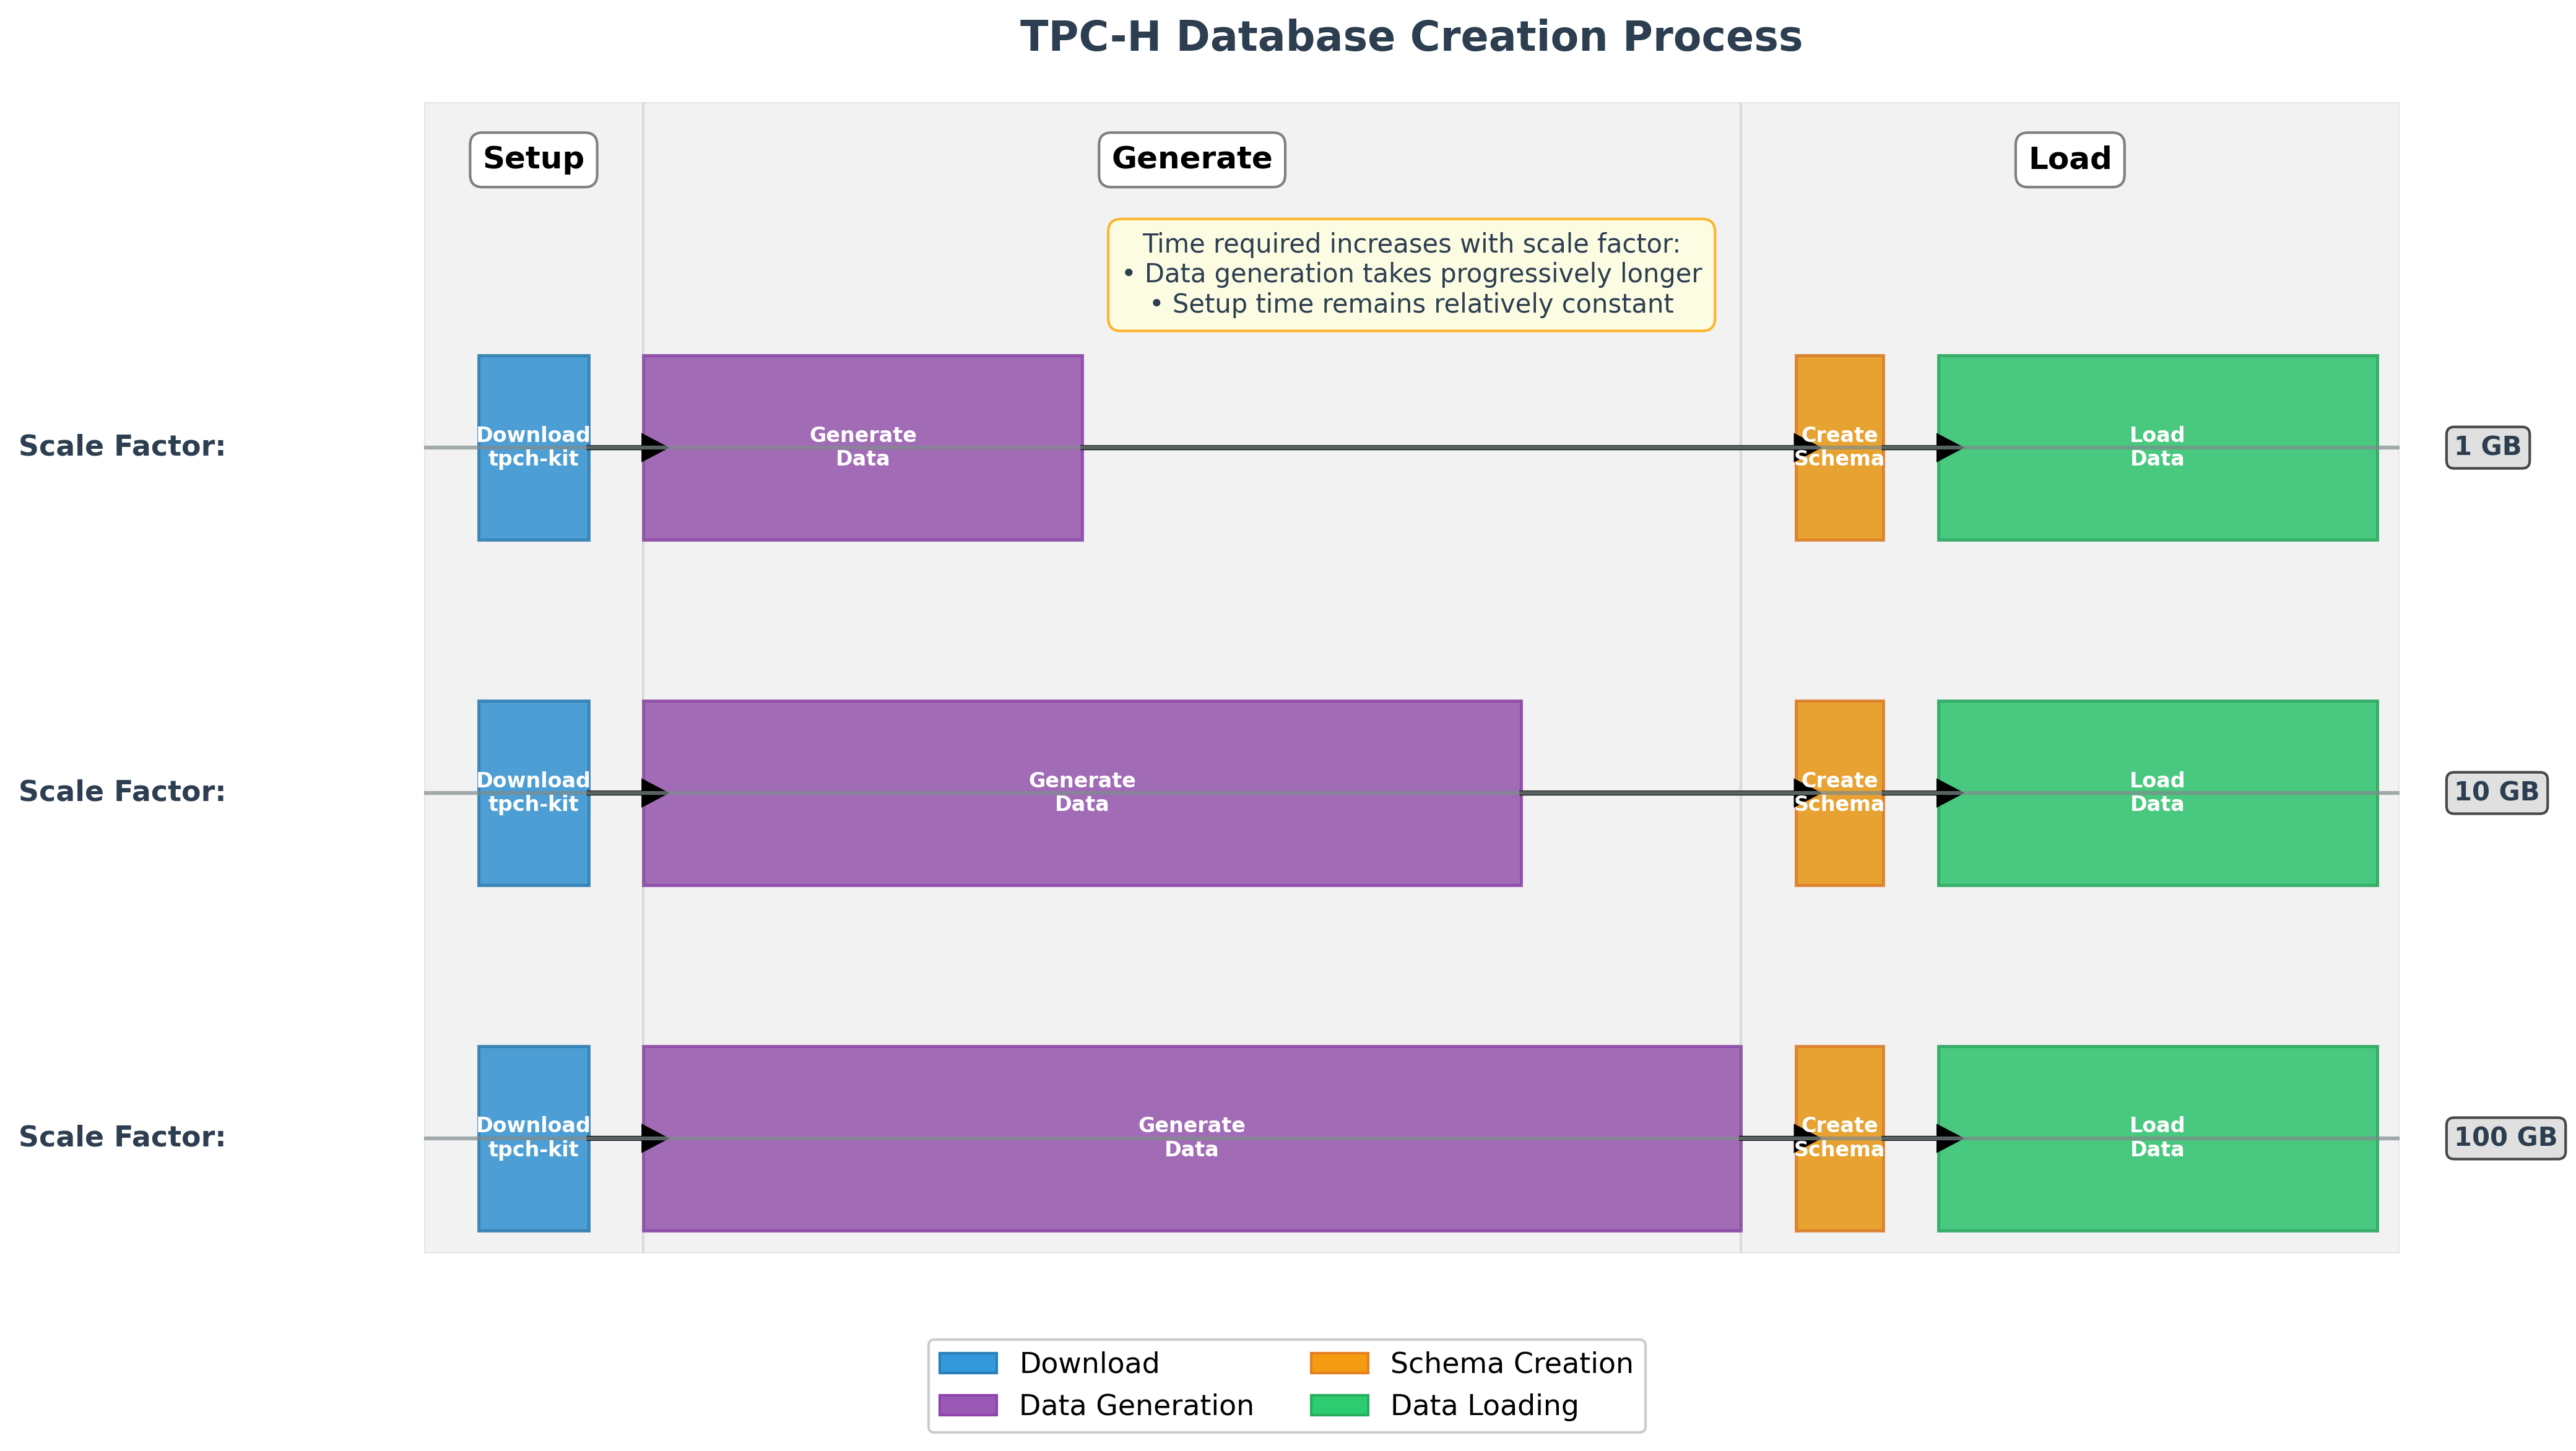 TPC-H Database Creation Process
Setup
Generate
Load
Time required increases with scale factor:
• Data generation takes progressively longer
• Setup time remains relatively constant
Scale Factor:
Download
tpch-kit
Generate
Data
Create
Schema
Load
Data
1 GB
Scale Factor:
Download
tpch-kit
Generate
Data
Create
Schema
Load
Data
10 GB
Scale Factor:
Download
tpch-kit
Generate
Data
Create
Schema
Load
Data
100 GB
Download
Data Generation
Schema Creation
Data Loading